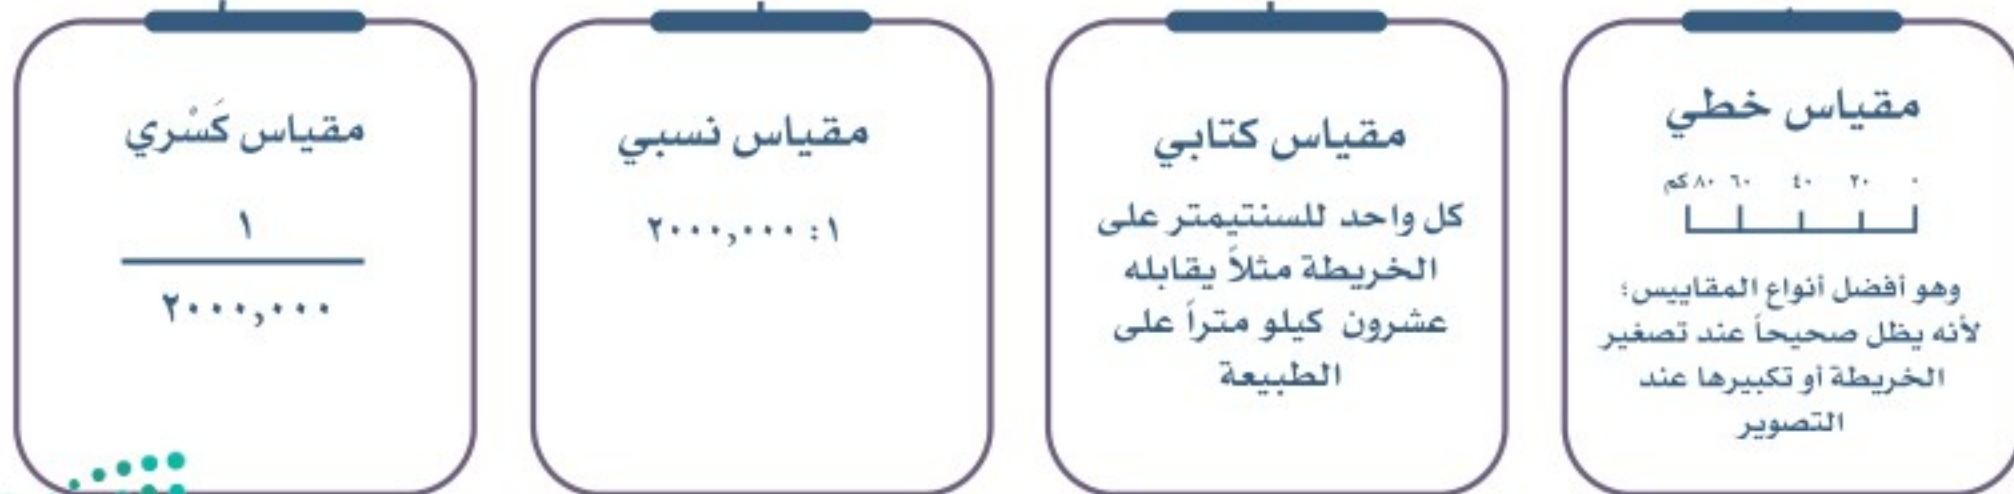 مقياس خطي
٠ ٢٠ ٤٠ ٦٠ ٨٠ كم
وهو أفضل أنواع المقاييس؛
لأنه يظل صحيحاً عند تصغير
الخريطة أو تكبيرها عند
التصوير
مقياس كتابي
كل واحد للسنتيمتر على
الخريطة مثلاً يقابله
عشرون كيلو متراً على
الطبيعة
مقياس نسبي
١: ٢٠٠٠,٠٠٠
مقياس كَسْري
١
٢٠٠٠,٠٠٠